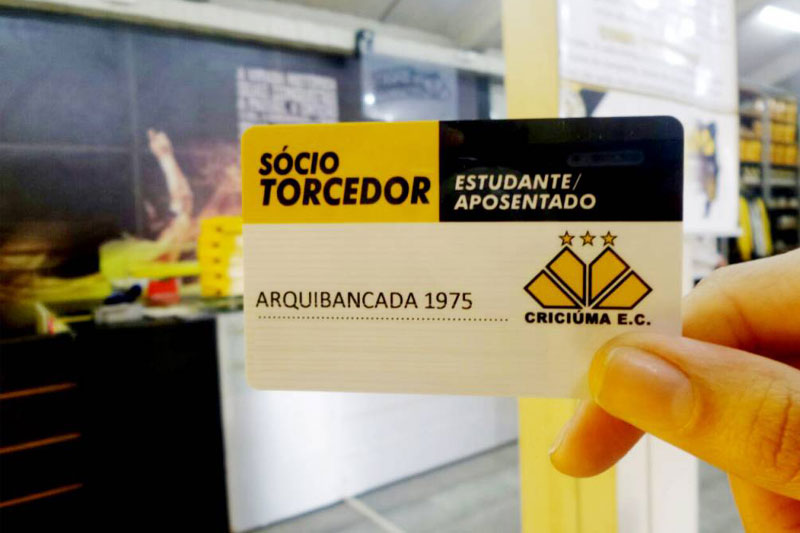 SÓCIO
TORCEDOR
ESTUDANTE/
APOSENTADO
ARQUIBANCADA 1975
CRICIÚMA E.C.